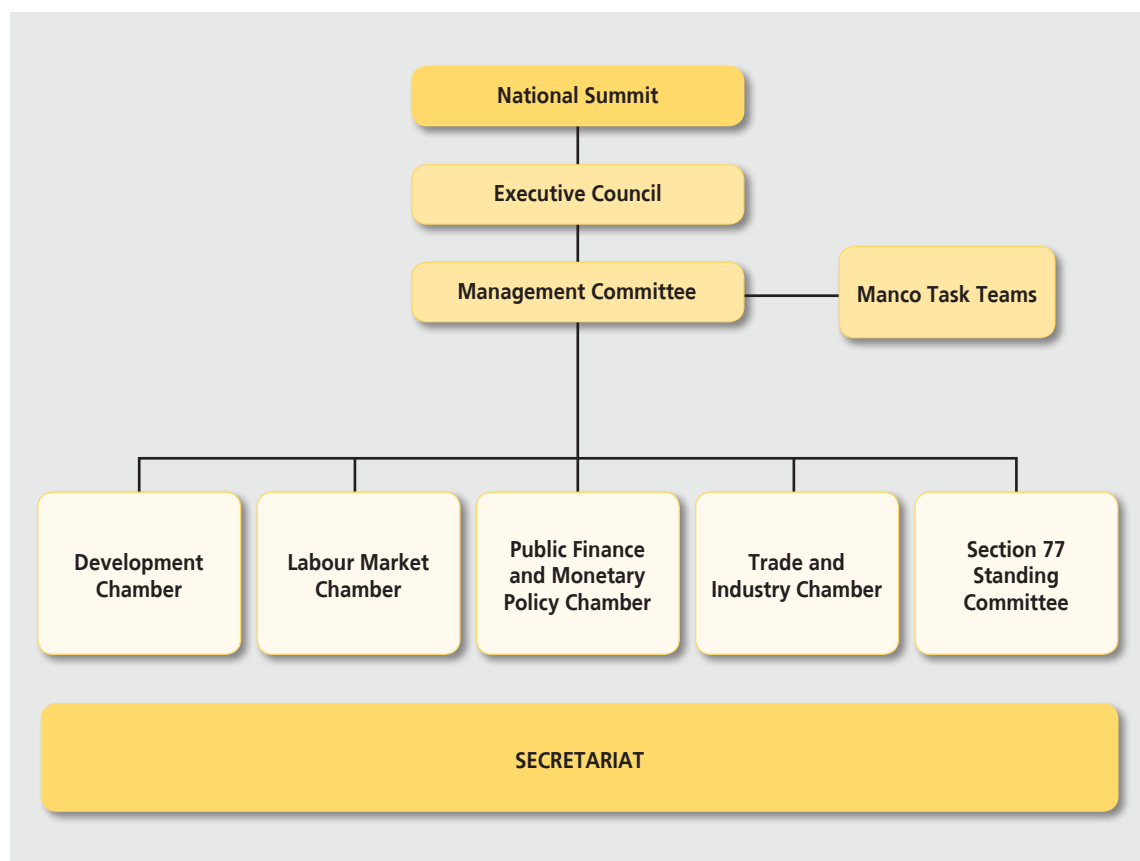 National Summit
Executive Council
Management Committee
Manco Task Teams
Development
Chamber
Labour Market
Chamber
Public Finance
and Monetary
Policy Chamber
Trade and
Industry Chamber
Section 77
Standing
Committee
SECRETARIAT